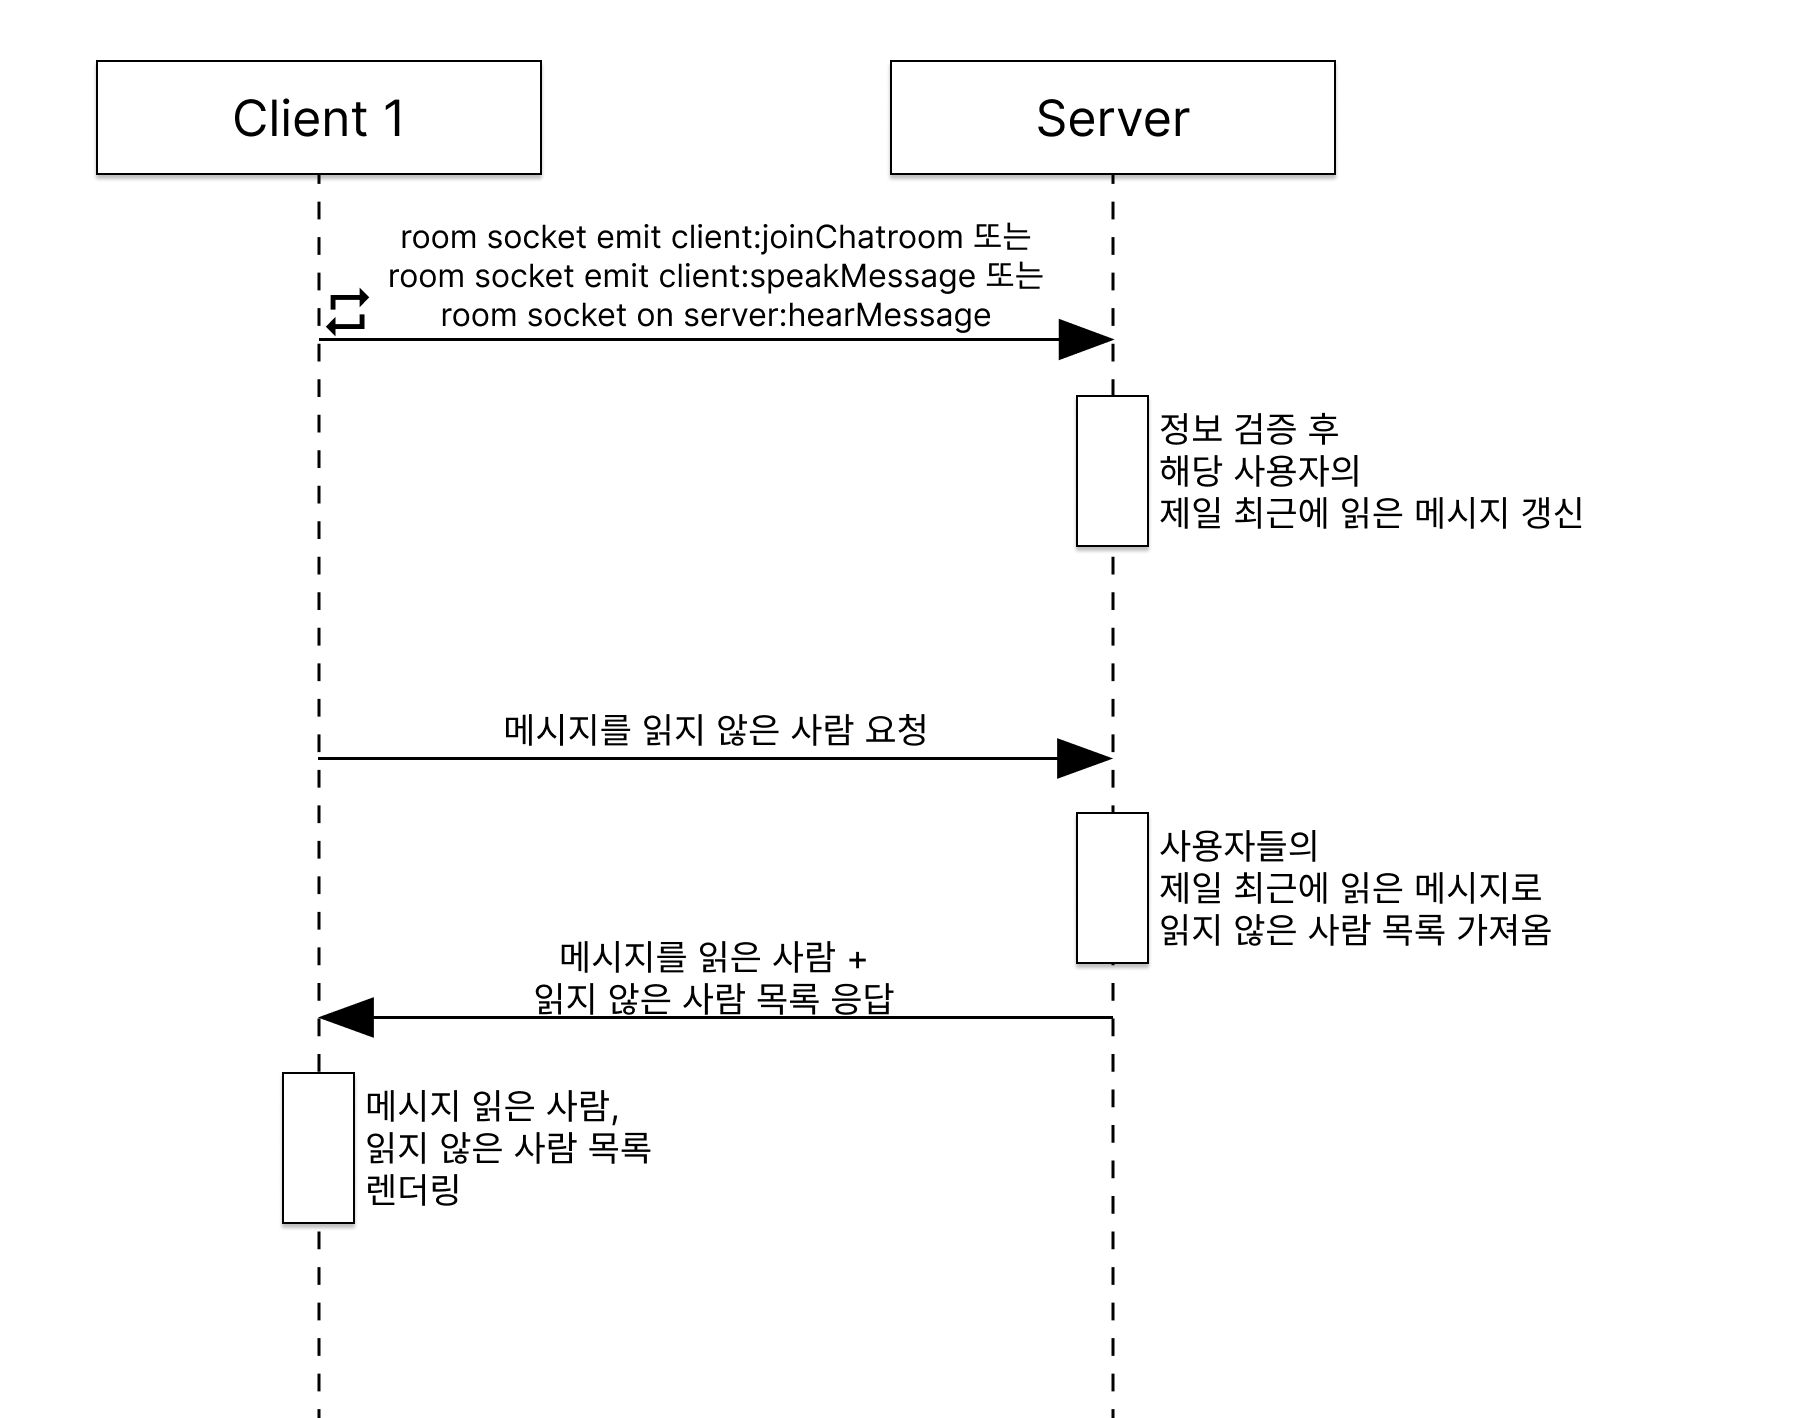 Client 1
Server
room socket emit client:joinChatroom 또는
room socket emit client:speakMessage 또는
room socket on server:hearMessage
정보 검증 후
해당 사용자의
제일 최근에 읽은 메시지 갱신
메시지를 읽지 않은 사람 요청
사용자들의
제일 최근에 읽은 메시지로
읽지 않은 사람 목록 가져옴
메시지를 읽은 사람 +
읽지 않은 사람 목록 응답
메시지 읽은 사람,
읽지 않은 사람 목록
렌더링